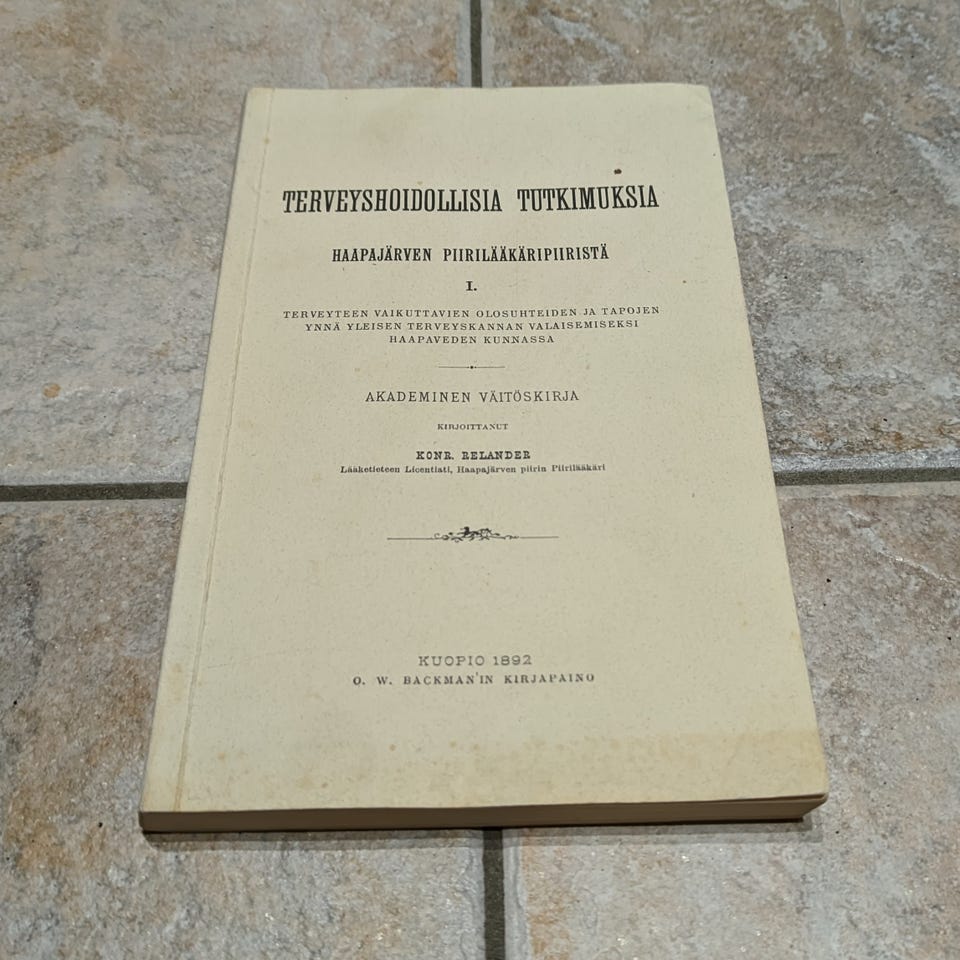 TERVEYSHOIDOLLISIA TUTKIMUKSIA
HAAPAJÄRVEN PIIRILÄÄKÄRIPIIRISTÄ
I.
TERVEYTEEN VAIKUTTAVIEN OLOSUHTEIDEN JA TAPOJEN
YNNÄ YLEISEN TERVEYSKANNAN VALAISEMISEKSI
HAAPAVEDEN KUNNASSA
AKADEMINEN VÄITÖSKIRJA
KIRJOITTANUT
KONR. RELANDER
Lääketieteen Licentiati, Haapajärven piirin Piirilääkäri
KUOPIO 1892
O. W. BACKMAN'IN KIRJAPAINO